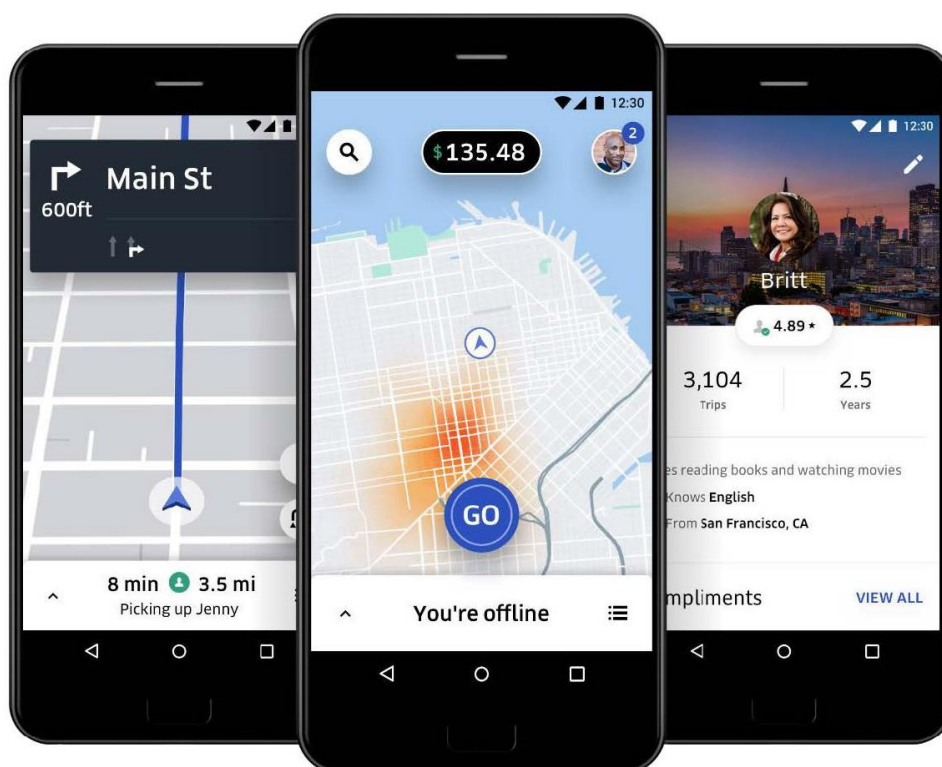 Main St
600ft
8 min 3.5 mi
Picking up Jenny
12:30
$135.48
2
GO
You're offline
12:30
Britt
4.89 ★
3,104 2.5
Trips Years
es reading books and watching movies
Knows English
From San Francisco, CA
mpliments VIEW ALL